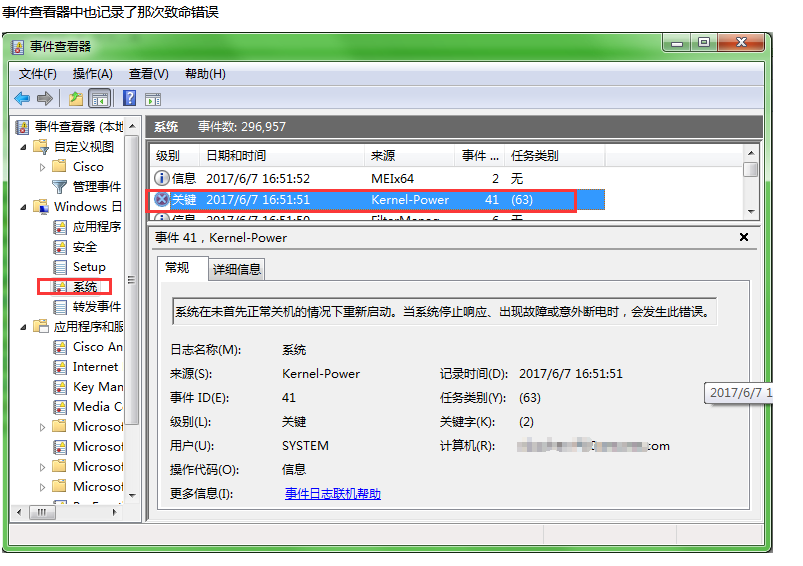 事件查看器中也记录了那次致命错误
事件查看器
文件(F) 操作(A) 查看(V) 帮助(H)
事件查看器 (本地
自定义视图
Cisco
管理事件
Windows 日
应用程序
安全
Setup
系统
转发事件
应用程序和服
Cisco An
Internet
Key Man
Media C
Microsof
Microsof
Microsof
Microsof
系统 事件数: 296,957
级别 日期和时间 来源 事件 ... 任务类别
信息 2017/6/7 16:51:52 MEIx64 2 无
关键 2017/6/7 16:51:51 Kernel-Power 41 (63)
信息 2017/6/7 16:51:50 FilterManag 6 无
事件 41，Kernel-Power
常规 详细信息
系统在未首先正常关机的情况下重新启动。当系统停止响应、出现故障或意外断电时，会发生此错误。
日志名称(M): 系统
来源(S): Kernel-Power 记录时间(D): 2017/6/7 16:51:51
事件 ID(E): 41 任务类别(Y): (63)
级别(L): 关键 关键字(K): (2)
用户(U): SYSTEM 计算机(R): .com
操作代码(O): 信息
更多信息(I): 事件日志联机帮助
2017/6/7 1